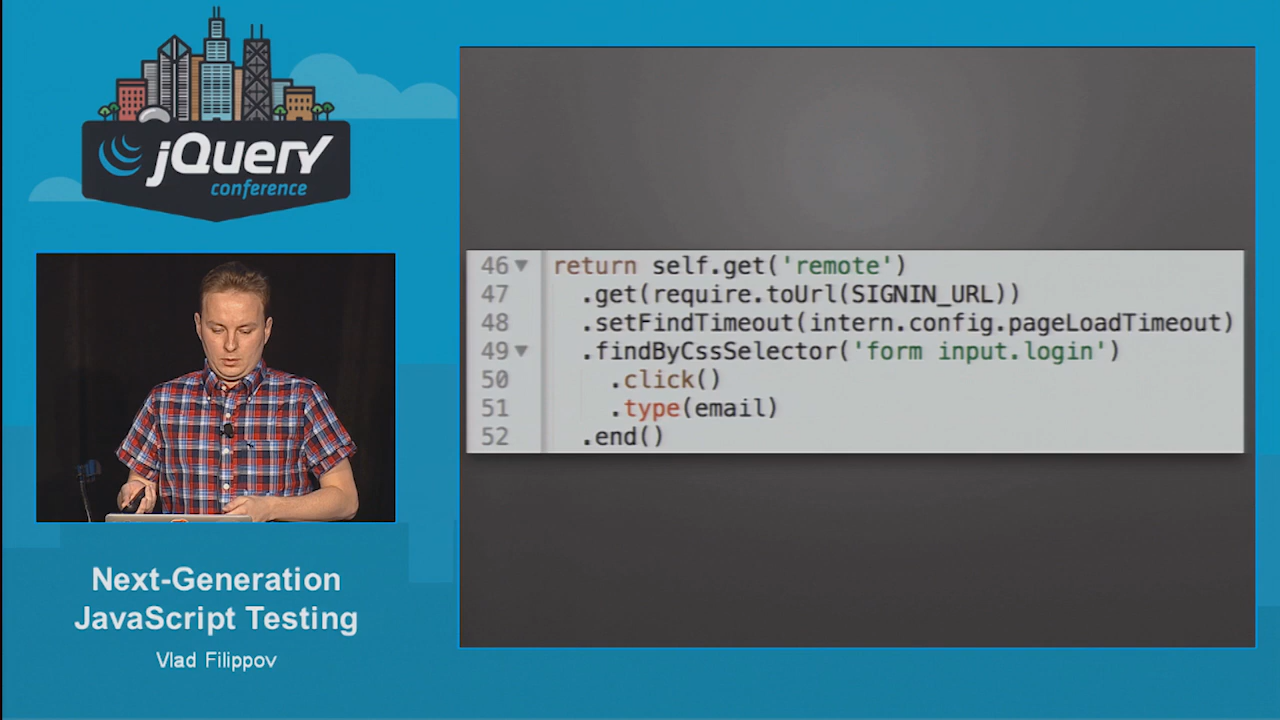 jQuery
conference
Next-Generation
JavaScript Testing
Vlad Filippov
46 return self.get('remote')
47 .get(require.toUrl(SIGNIN_URL))
48 .setFindTimeout(intern.config.pageLoadTimeout)
49 .findByCssSelector('form input.login')
50 .click()
51 .type(email)
52 .end()